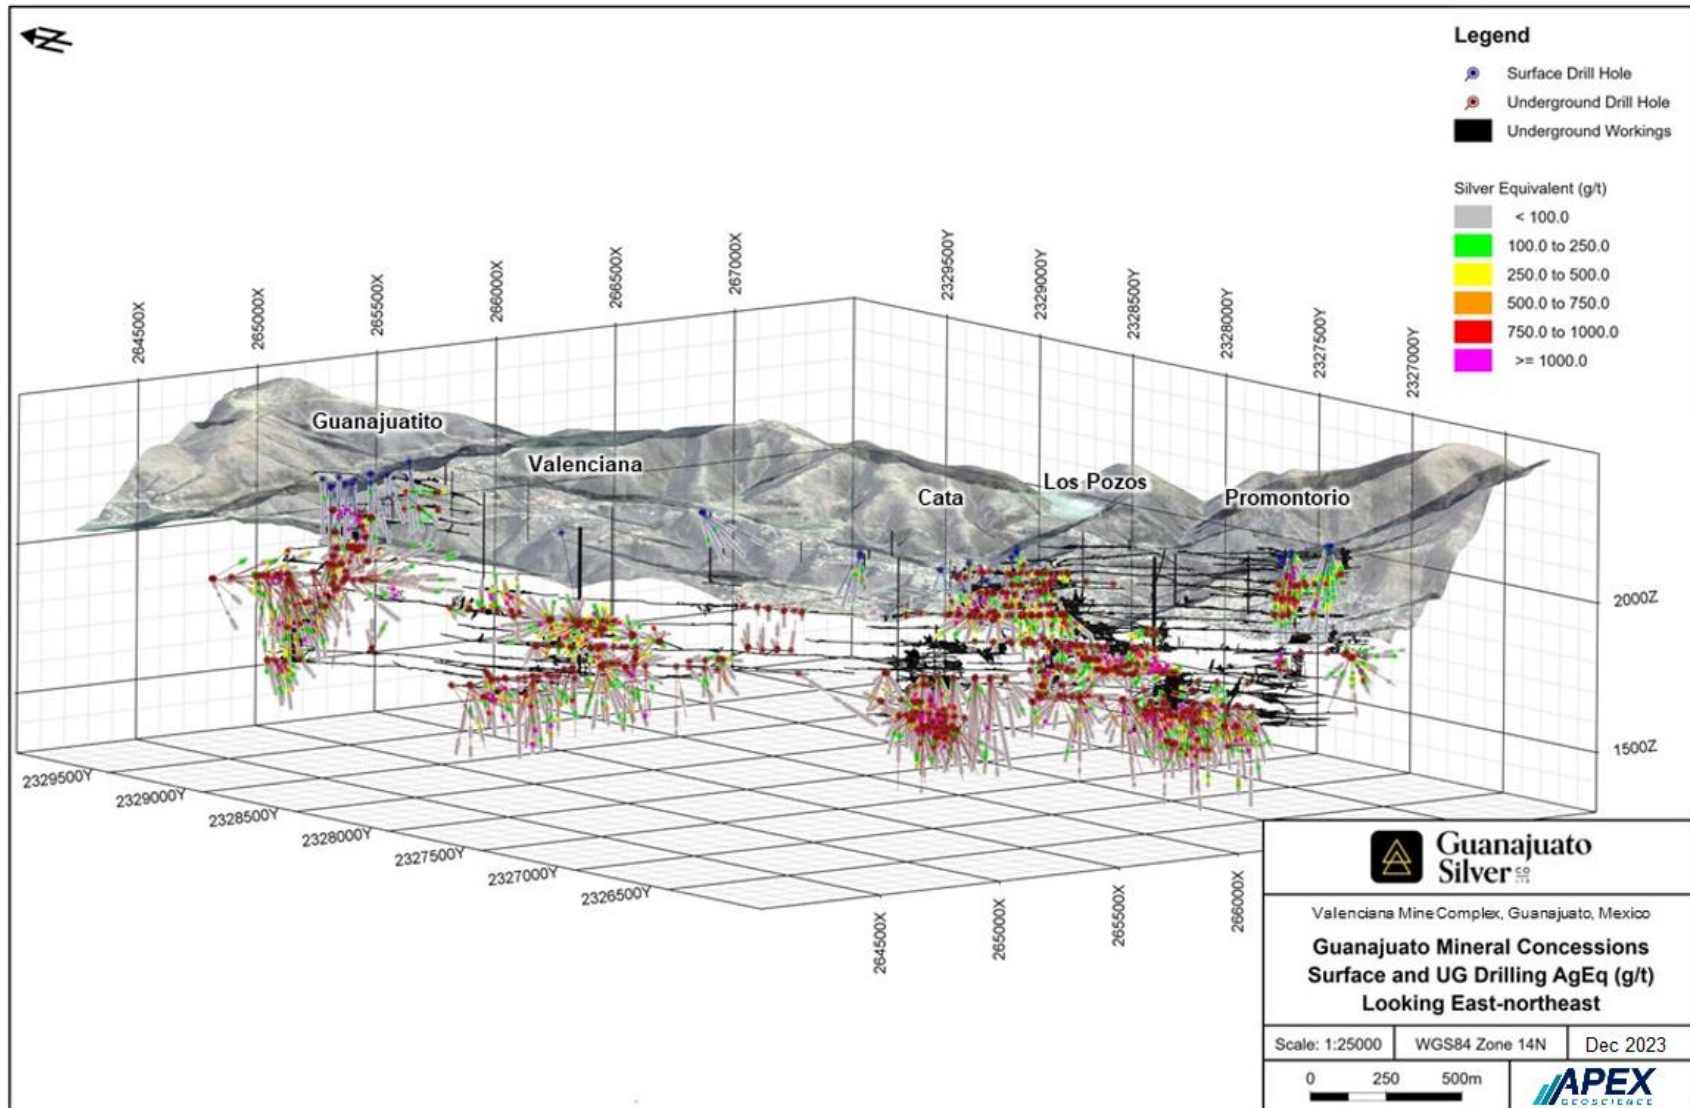 Legend
Surface Drill Hole
Underground Drill Hole
Underground Workings
Silver Equivalent (g/t)
< 100.0
100.0 to 250.0
250.0 to 500.0
500.0 to 750.0
750.0 to 1000.0
>= 1000.0
264500X
265000X
265500X
266000X
266500X
267000X
2329500Y
2329000Y
2328500Y
2328000Y
2327500Y
2327000Y
Guanajuatito
Valenciana
Cata
Los Pozos
Promontorio
2000Z
1500Z
2329500Y
2329000Y
2328500Y
2328000Y
2327500Y
2327000Y
2326500Y
264500X
265000X
265500X
266000X
Guanajuato
Silver CO
LTD
Valenciana Mine Complex, Guanajuato, Mexico
Guanajuato Mineral Concessions
Surface and UG Drilling AgEq (g/t)
Looking East-northeast
Scale: 1:25000 WGS84 Zone 14N Dec 2023
0 250 500m
APEX
GEOSCIENCE